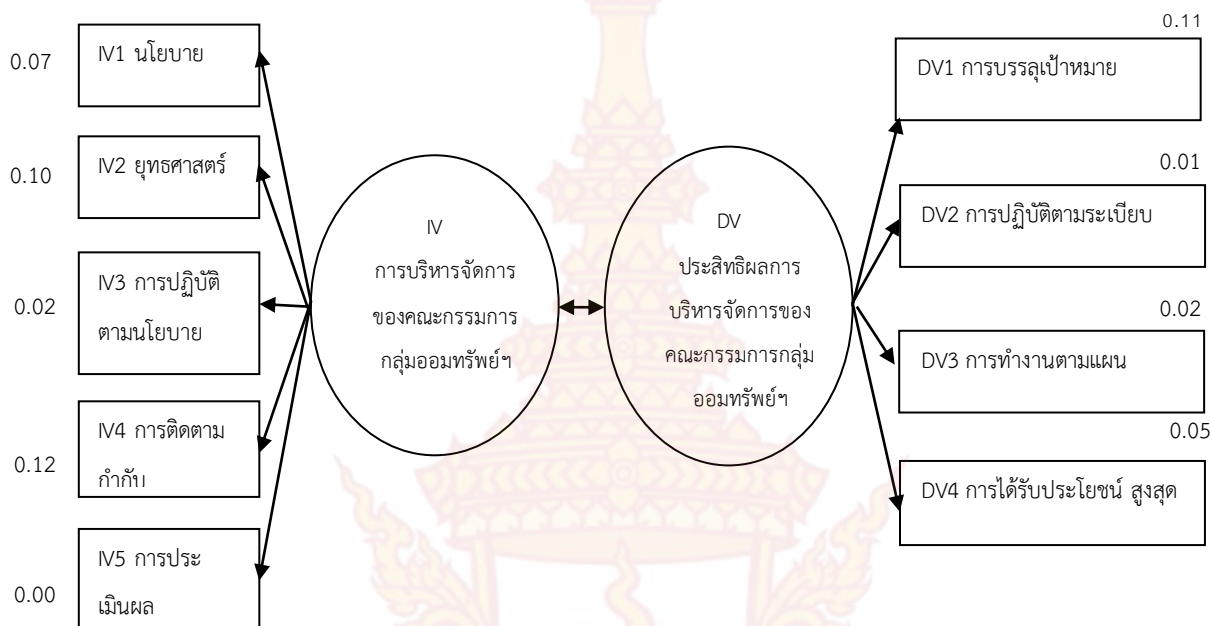 0.07
IV1 นโยบาย
0.10
IV2 ยุทธศาสตร์
0.02
IV3 การปฏิบัติ
ตามนโยบาย
0.12
IV4 การติดตาม
กำกับ
0.00
IV5 การประ
เมินผล
IV
การบริหารจัดการ
ของคณะกรรมการ
กลุ่มออมทรัพย์ฯ
DV
ประสิทธิผลการ
บริหารจัดการของ
คณะกรรมการกลุ่ม
ออมทรัพย์ฯ
0.11
DV1 การบรรลุเป้าหมาย
0.01
DV2 การปฏิบัติตามระเบียบ
0.02
DV3 การทำงานตามแผน
0.05
DV4 การได้รับประโยชน์ สูงสุด